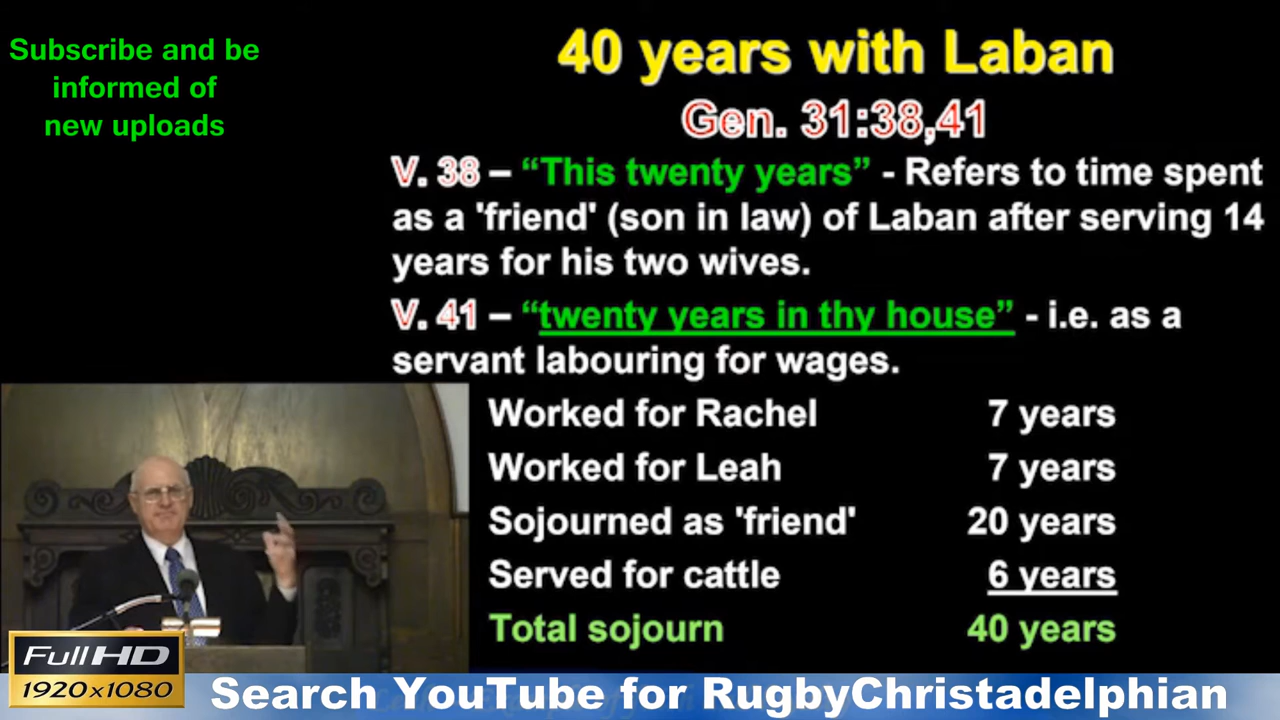 Subscribe and be
informed of
new uploads
40 years with Laban
Gen. 31:38,41
V. 38 – “This twenty years” - Refers to time spent
as a 'friend' (son in law) of Laban after serving 14
years for his two wives.
V. 41 – “twenty years in thy house” - i.e. as a
servant labouring for wages.
Worked for Rachel 7 years
Worked for Leah 7 years
Sojourned as 'friend' 20 years
Served for cattle 6 years
Total sojourn 40 years
Full HD
1920x1080
Search YouTube for RugbyChristadelphian